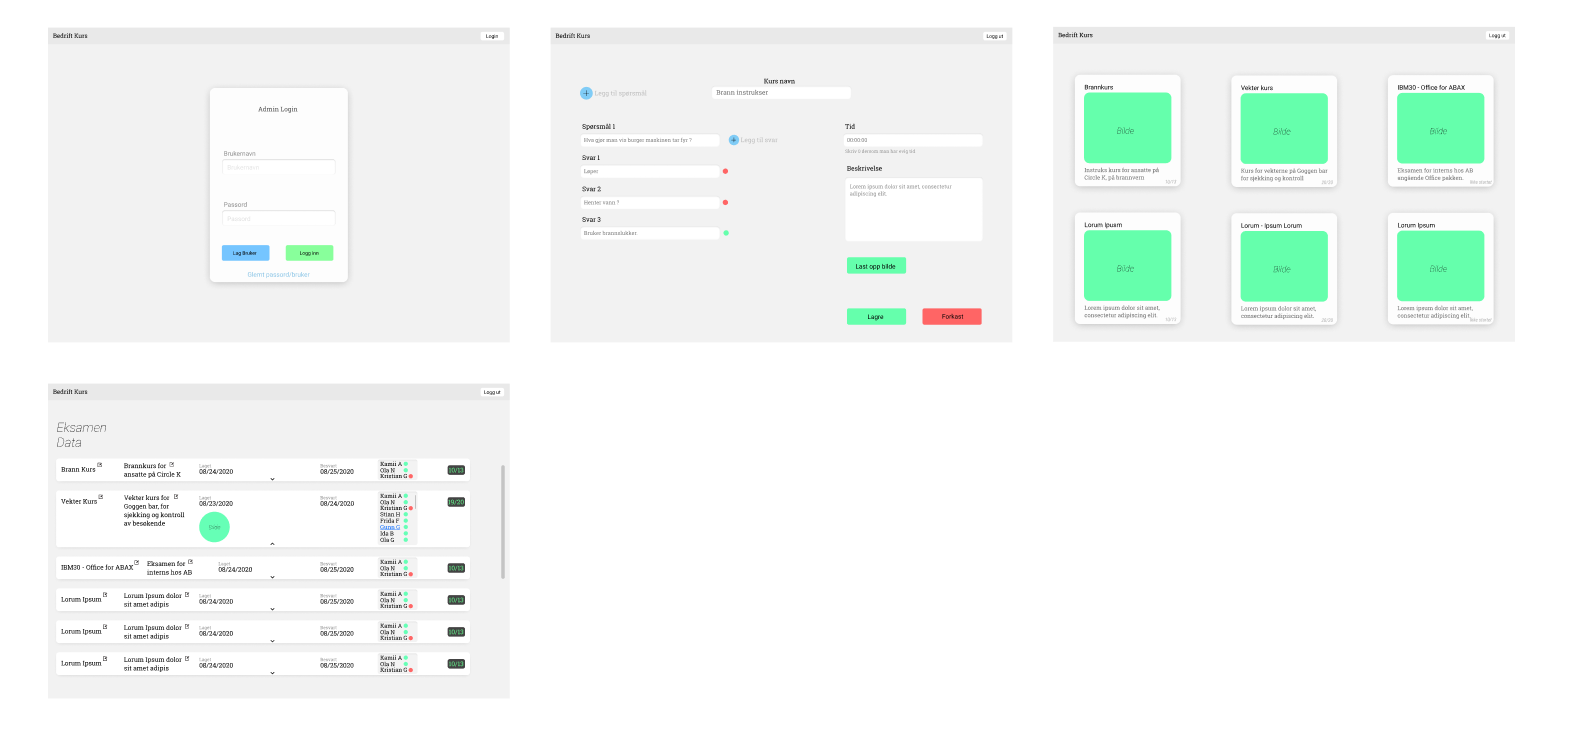 Bedrift Kurs
Login
Admin Login
Brukernavn
Brukernavn
Passord
Passord
Lag Bruker
Logg inn
Glemt passord/bruker
Bedrift Kurs
Logg ut
Kurs navn
Legg til spørsmål
Brann instrukser
Spørsmål 1
Hva gjør man vis burger maskinen tar fyr ?
Legg til svar
Svar 1
Løper
Svar 2
Henter vann ?
Svar 3
Bruker brannslukker
Tid
00:00:00
Skriv 0 dersom man har evig tid
Beskrivelse
Lorem ipsum dolor sit amet, consectetur
adipiscing elit.
Last opp bilde
Lagre
Forkast
Bedrift Kurs
Logg ut
Brannkurs
Bilde
Instruks kurs for ansatte på
Circle K, på brannvern
10/13
Vekter kurs
Bilde
Kurs for vekterne på Goggen bar
for sjekking og kontroll
19/20
IBM30 - Office for ABAX
Bilde
Eksamen for interns hos AB
angående Office pakken.
Ikke startet
Lorum Ipusm
Bilde
Lorem ipsum dolor sit amet,
consectetur adipiscing elit.
10/13
Lorum - Ipsum Lorum
Bilde
Lorem ipsum dolor sit amet,
consectetur adipiscing elit.
Lorum Ipsum
Bilde
Lorem ipsum dolor sit amet,
consectetur adipiscing elit.
Ikke startet
Bedrift Kurs
Logg ut
Eksamen
Data
Brann Kurs
Brannkurs for
ansatte på Circle K
Laget
08/24/2020
Besvart
08/25/2020
Kamii A
Ola N
Kristian G
10/13
Vekter Kurs
Vekter kurs for
Goggen bar, for
sjekking og kontroll
av besøkende
Laget
08/23/2020
Besvart
08/24/2020
Kamii A
Ola N
Kristian G
Stian H
Frida F
Guns G
Ida B
Ola G
19/20
IBM30 - Office for ABAX
Eksamen for
interns hos AB
Laget
08/24/2020
Besvart
08/25/2020
Kamii A
Ola N
Kristian G
10/13
Lorum Ipsum
Lorum Ipsum dolor
sit amet adipis
Laget
08/24/2020
Besvart
08/25/2020
Kamii A
Ola N
Kristian G
10/13
Lorum Ipsum
Lorum Ipsum dolor
sit amet adipis
Laget
08/24/2020
Besvart
08/25/2020
Kamii A
Ola N
Kristian G
10/13
Lorum Ipsum
Lorum Ipsum dolor
sit amet adipis
Laget
08/24/2020
Besvart
08/25/2020
Kamii A
Ola N
Kristian G
10/13